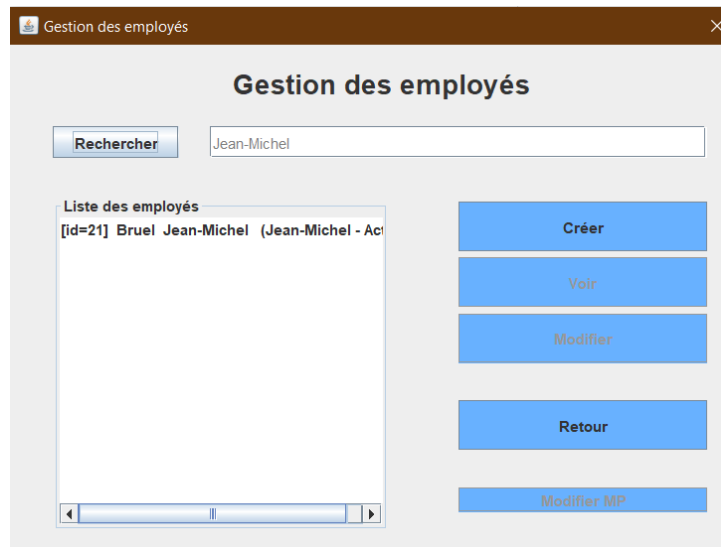 Gestion des employés
Gestion des employés
Rechercher
Jean-Michel
Liste des employés
[id=21] Bruel Jean-Michel (Jean-Michel - Act
Créer
Voir
Modifier
Retour
Modifier MP